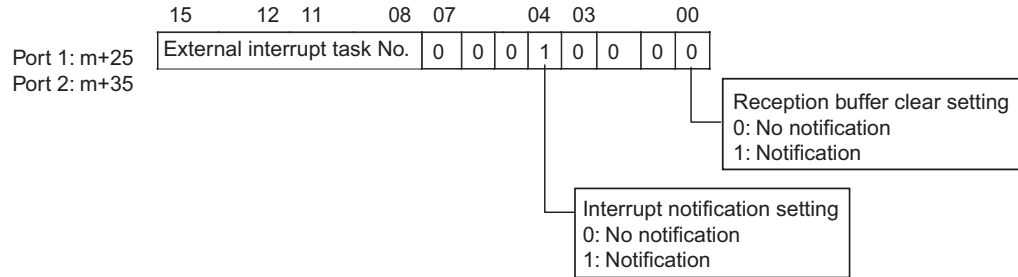 15 12 11 08 07 04 03 00
Port 1: m+25
Port 2: m+35
External interrupt task No. 0 0 0 1 0 0 0 0
Reception buffer clear setting
0: No notification
1: Notification
Interrupt notification setting
0: No notification
1: Notification